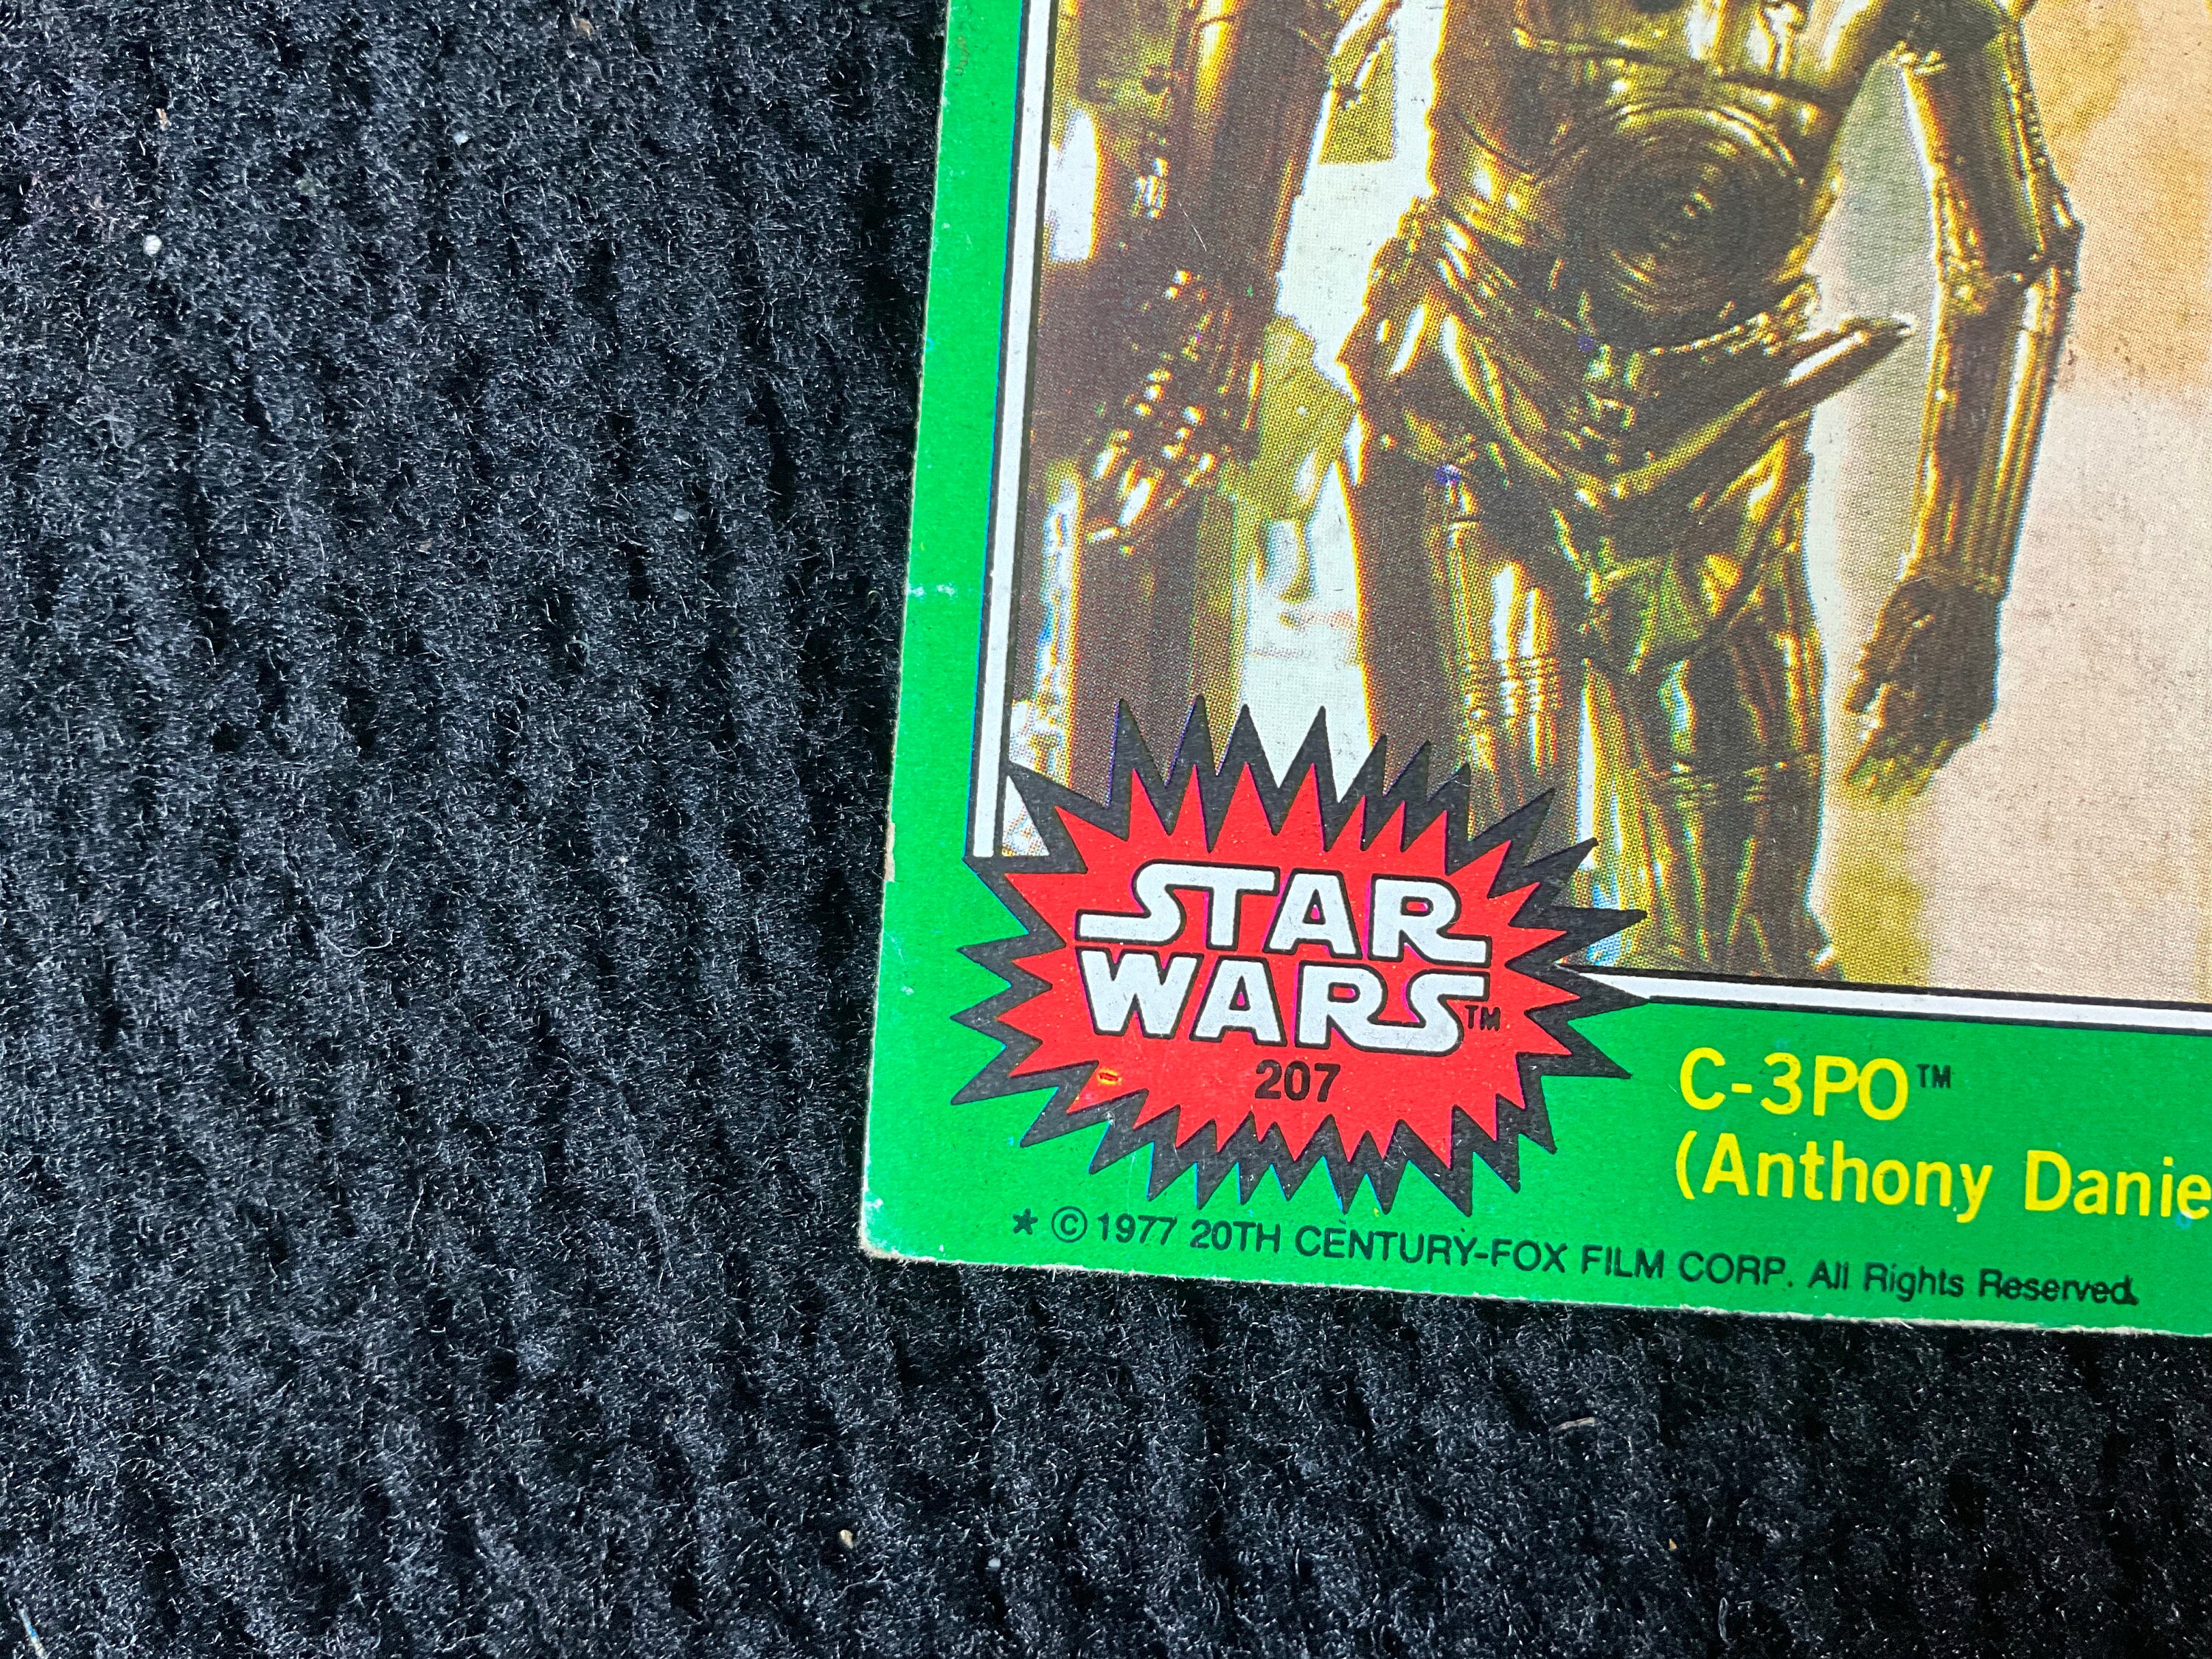 STAR
WARS™
207
C-3PO™
(Anthony Danie
* © 1977 20TH CENTURY-FOX FILM CORP. All Rights Reserved.